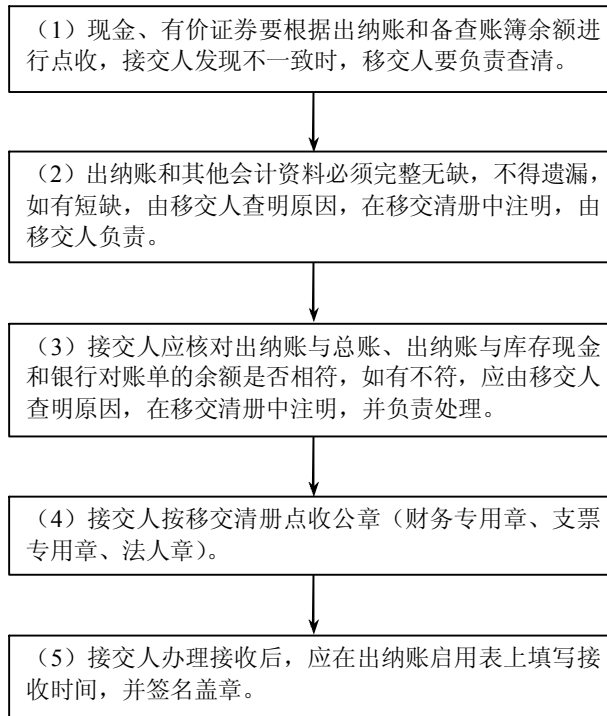 （1）现金、有价证券要根据出纳账和备查账簿余额进
行点收，接交人发现不一致时，移交人要负责查清。
（2）出纳账和其他会计资料必须完整无缺，不得遗漏，
如有短缺，由移交人查明原因，在移交清册中注明，由
移交人负责。
（3）接交人应核对出纳账与总账、出纳账与库存现金
和银行对账单的余额是否相符，如有不符，应由移交人
查明原因，在移交清册中注明，并负责处理。
（4）接交人按移交清册点收公章（财务专用章、支票
专用章、法人章）。
（5）接交人办理接收后，应在出纳账启用表上填写接
收时间，并签名盖章。